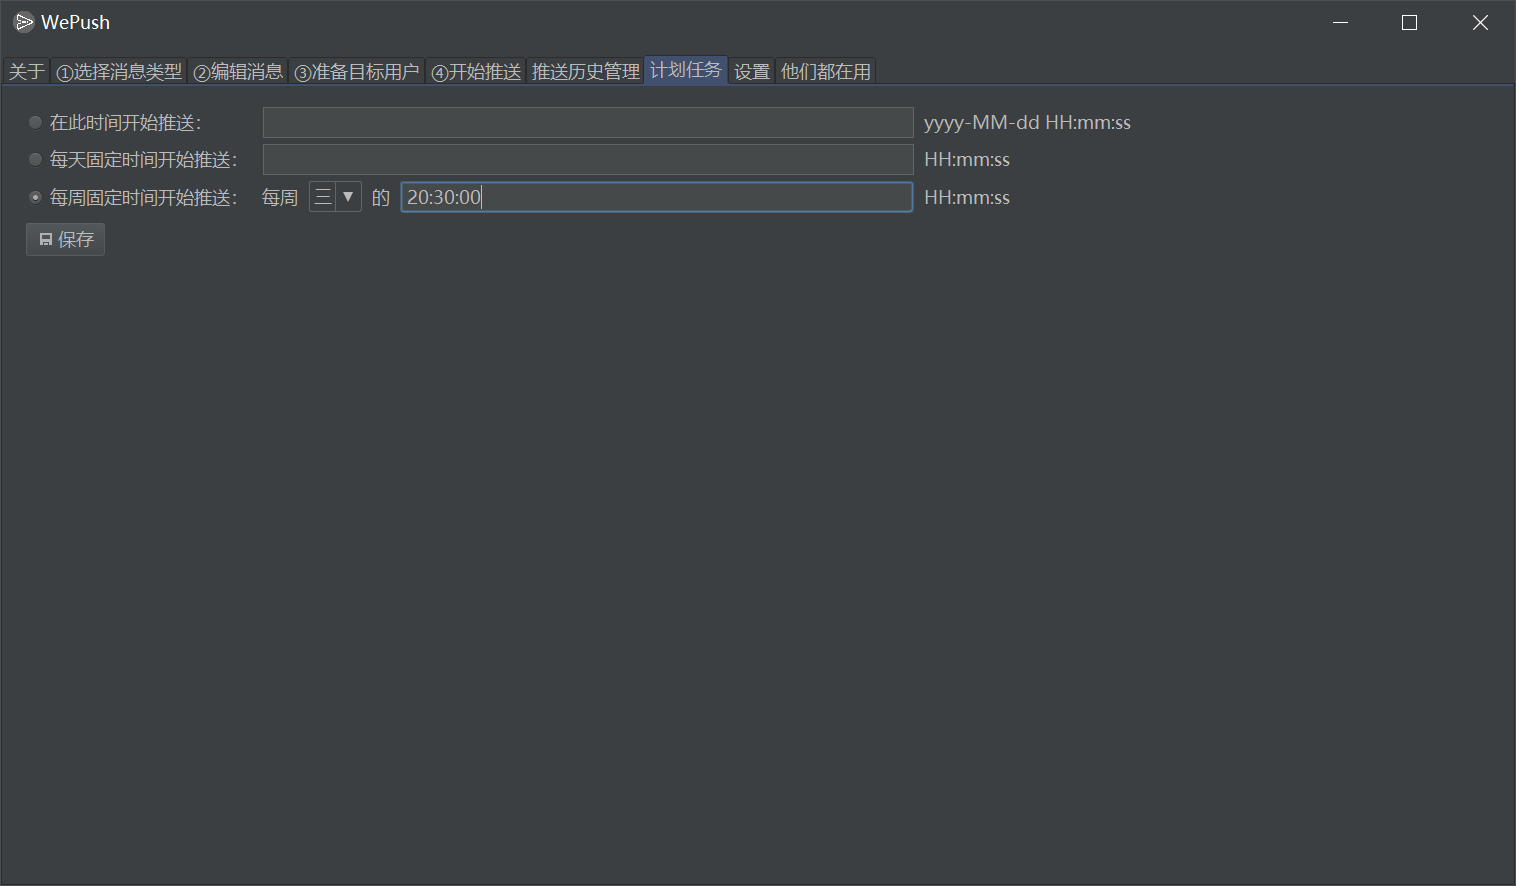 WePush
关于 ①选择消息类型 ②编辑消息 ③准备目标用户 ④开始推送 推送历史管理 计划任务 设置 他们都在用
在此时间开始推送： yyyy-MM-dd HH:mm:ss
每天固定时间开始推送： HH:mm:ss
每周固定时间开始推送： 每周 三 的 20:30:00 HH:mm:ss
保存